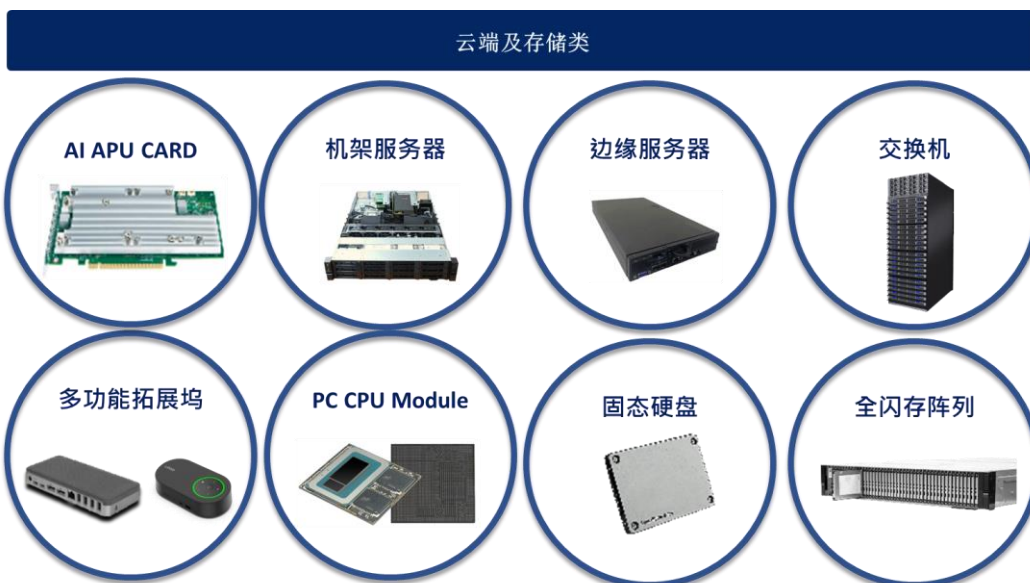 云端及存储类
AI APU CARD
机架服务器
边缘服务器
交换机
多功能拓展坞
PC CPU Module
固态硬盘
全闪存阵列